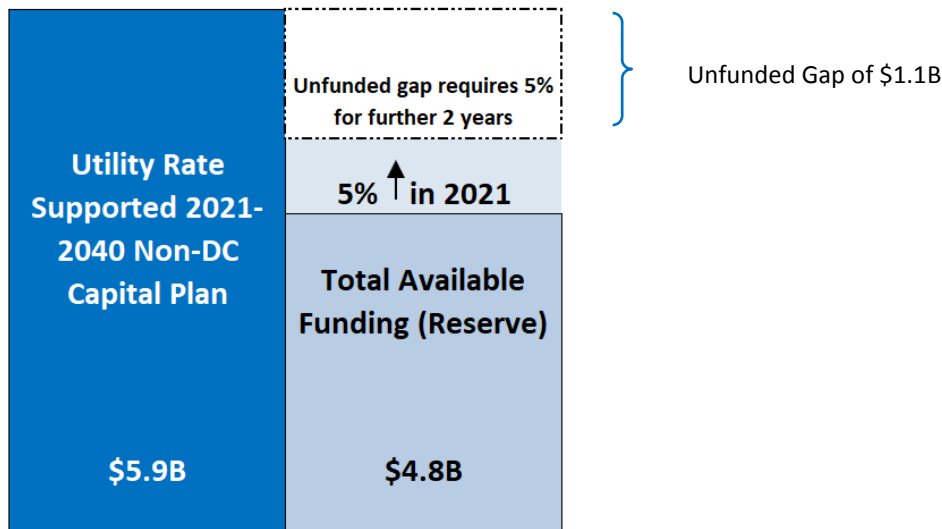 Utility Rate
Supported 2021-
2040 Non-DC
Capital Plan
$5.9B
Unfunded gap requires 5%
for further 2 years
5% ↑ in 2021
Total Available
Funding (Reserve)
$4.8B
Unfunded Gap of $1.1B